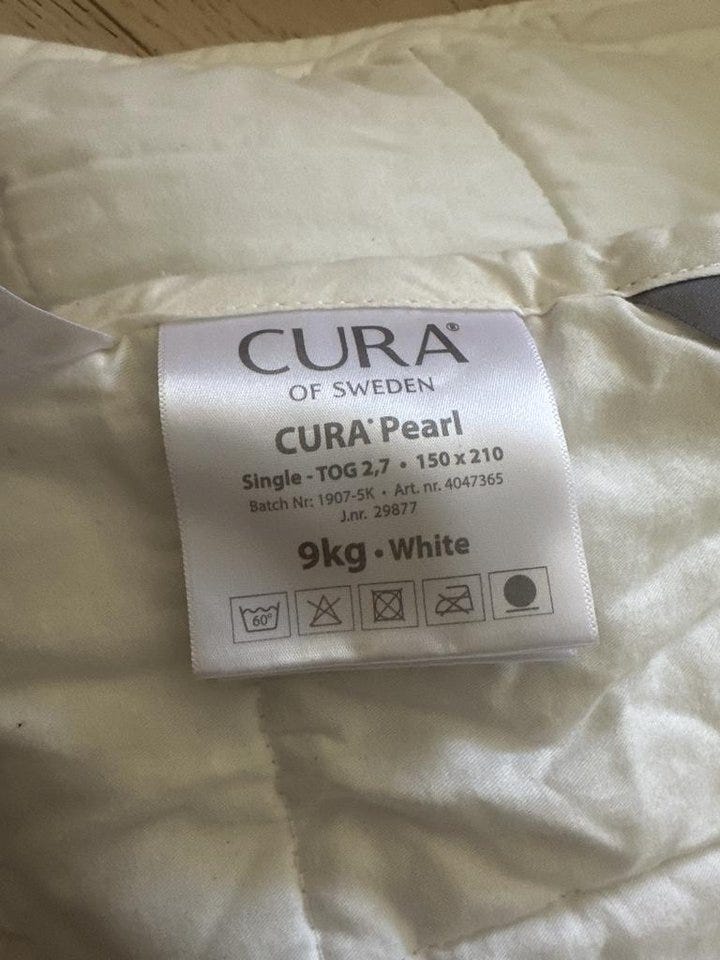 CURA®
OF SWEDEN
CURA® Pearl
Single - TOG 2,7 • 150 x 210
Batch Nr: 1907-5K • Art. nr. 4047365
J.nr. 29877
9kg • White
60°